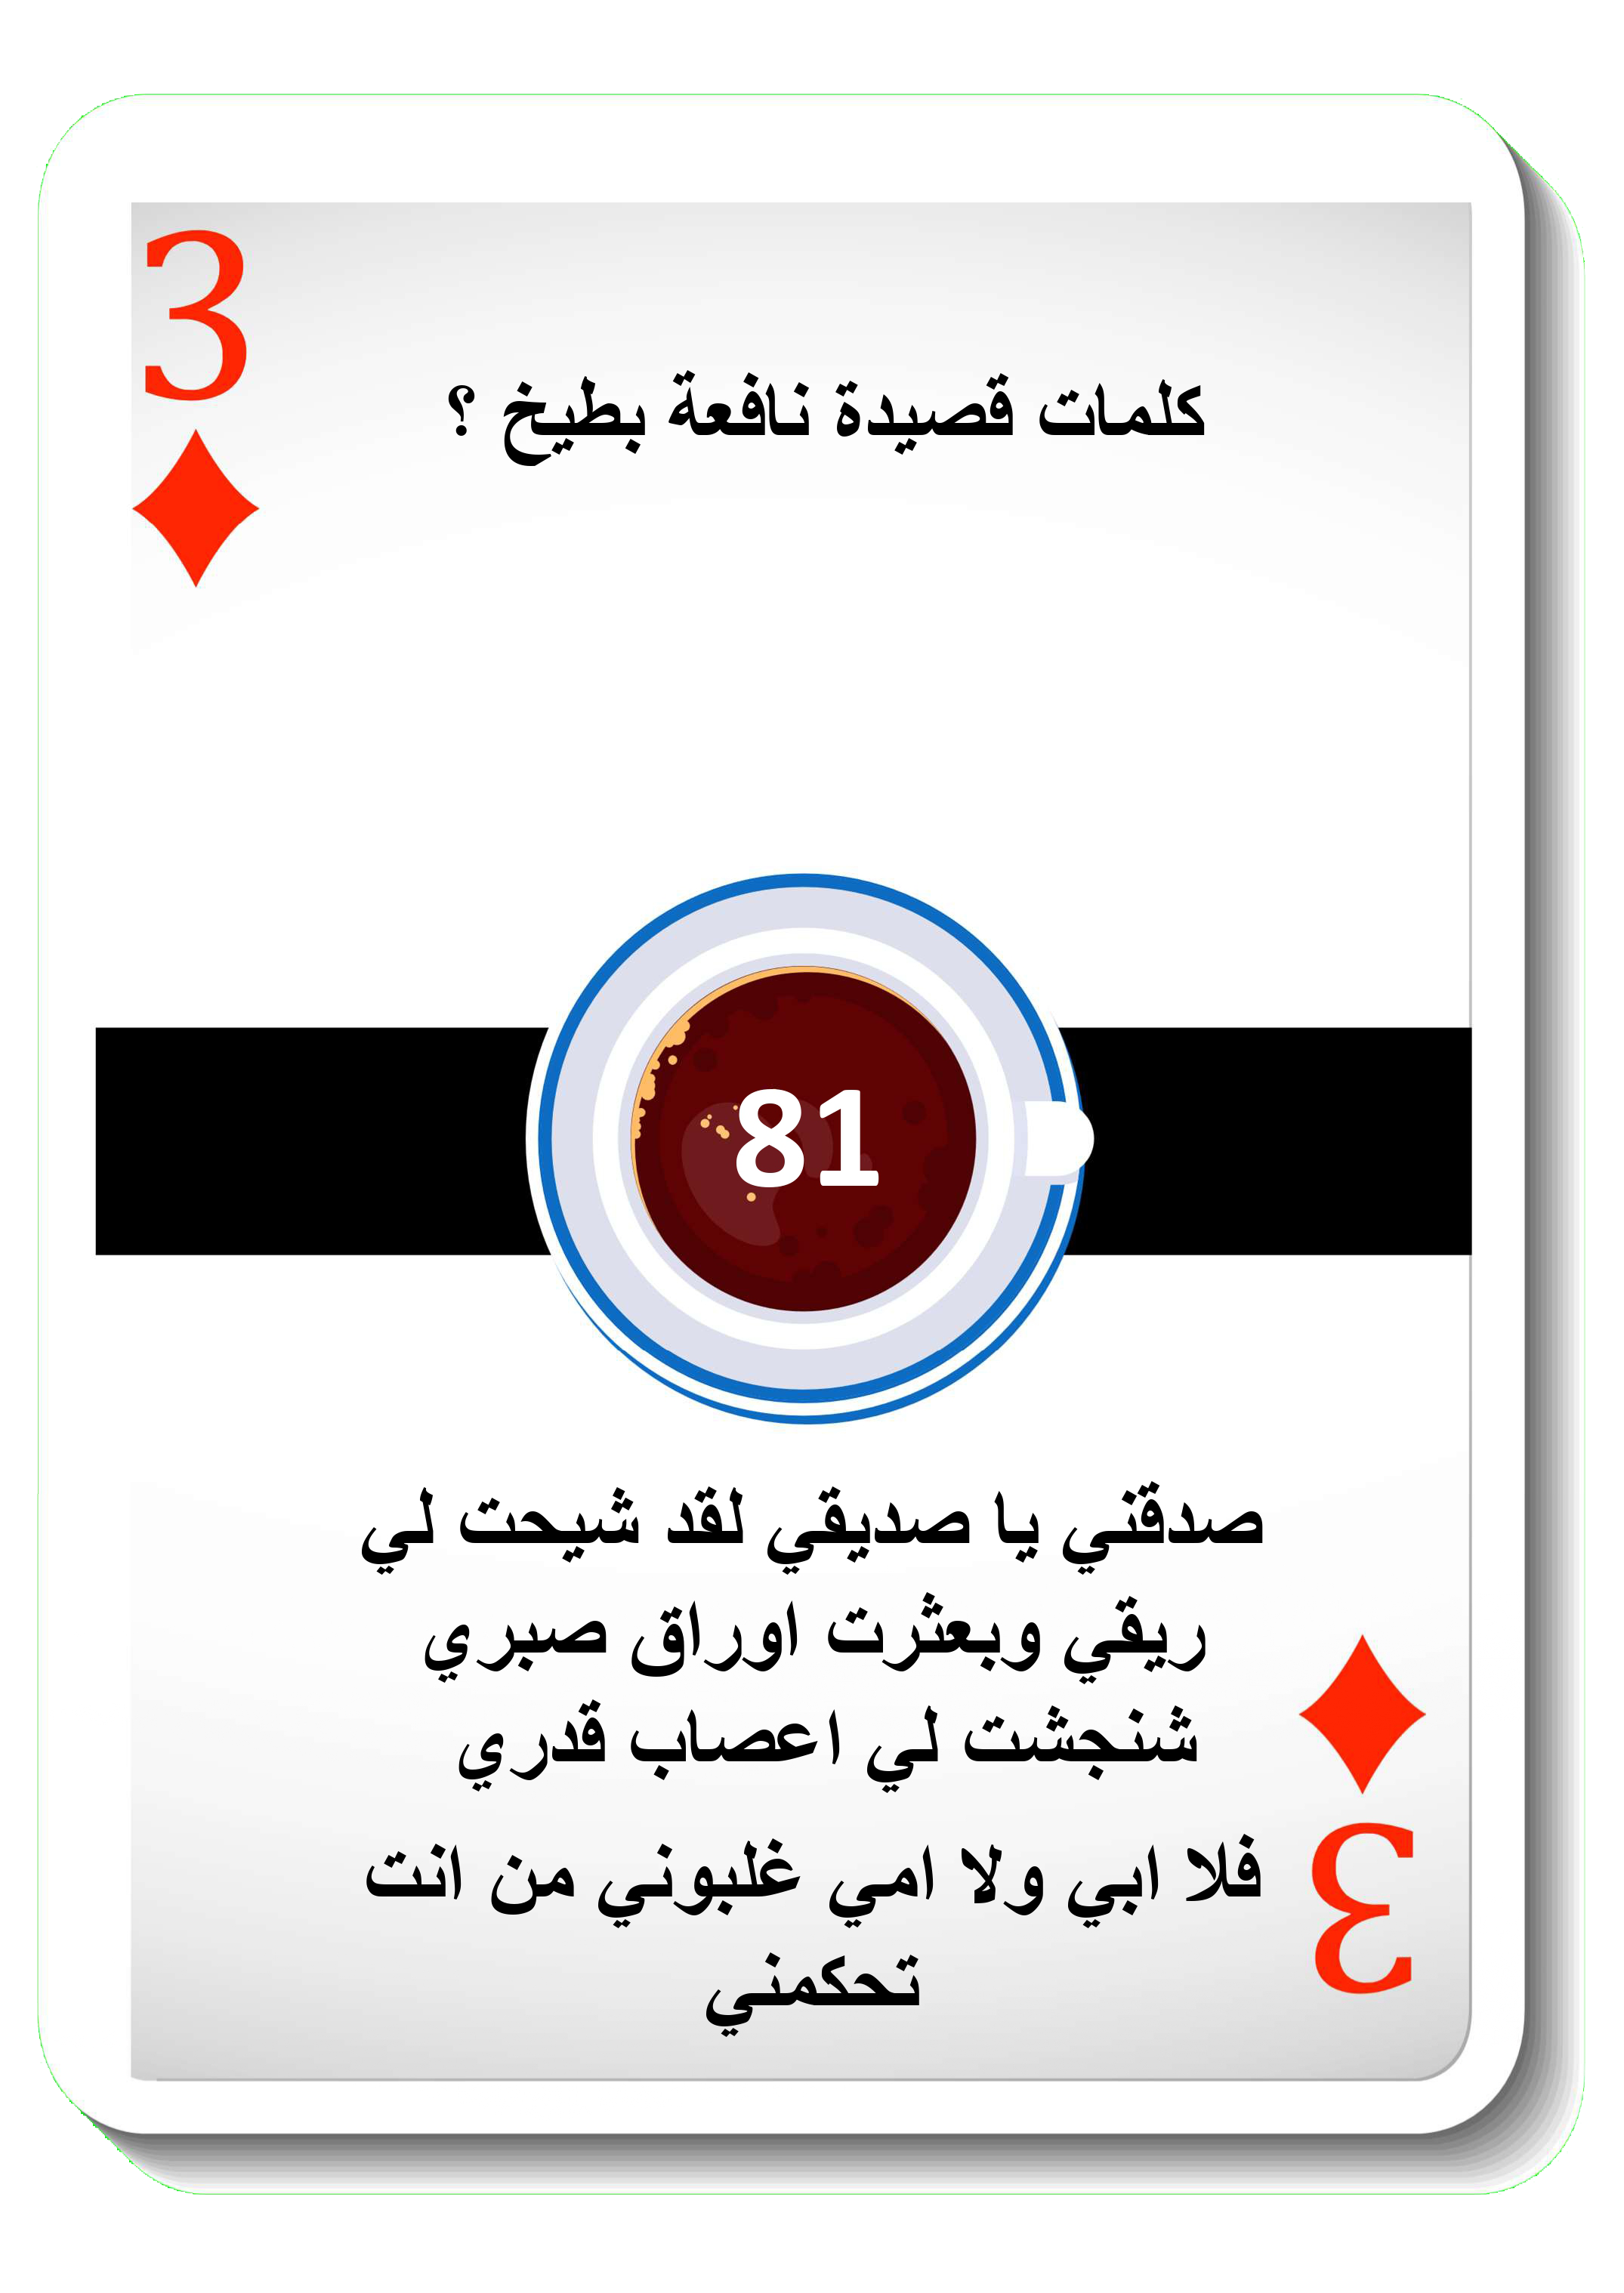 3
كلمات قصيدة نافعة بطيخ ؟
81
صدقني يا صديقي لقد شيحت لي
ريقي وبعثرت اوراق صبري
شنجشت لي اعصاب قدري
فلا ابي ولا امي غلبوني من انت
تحكمني
3